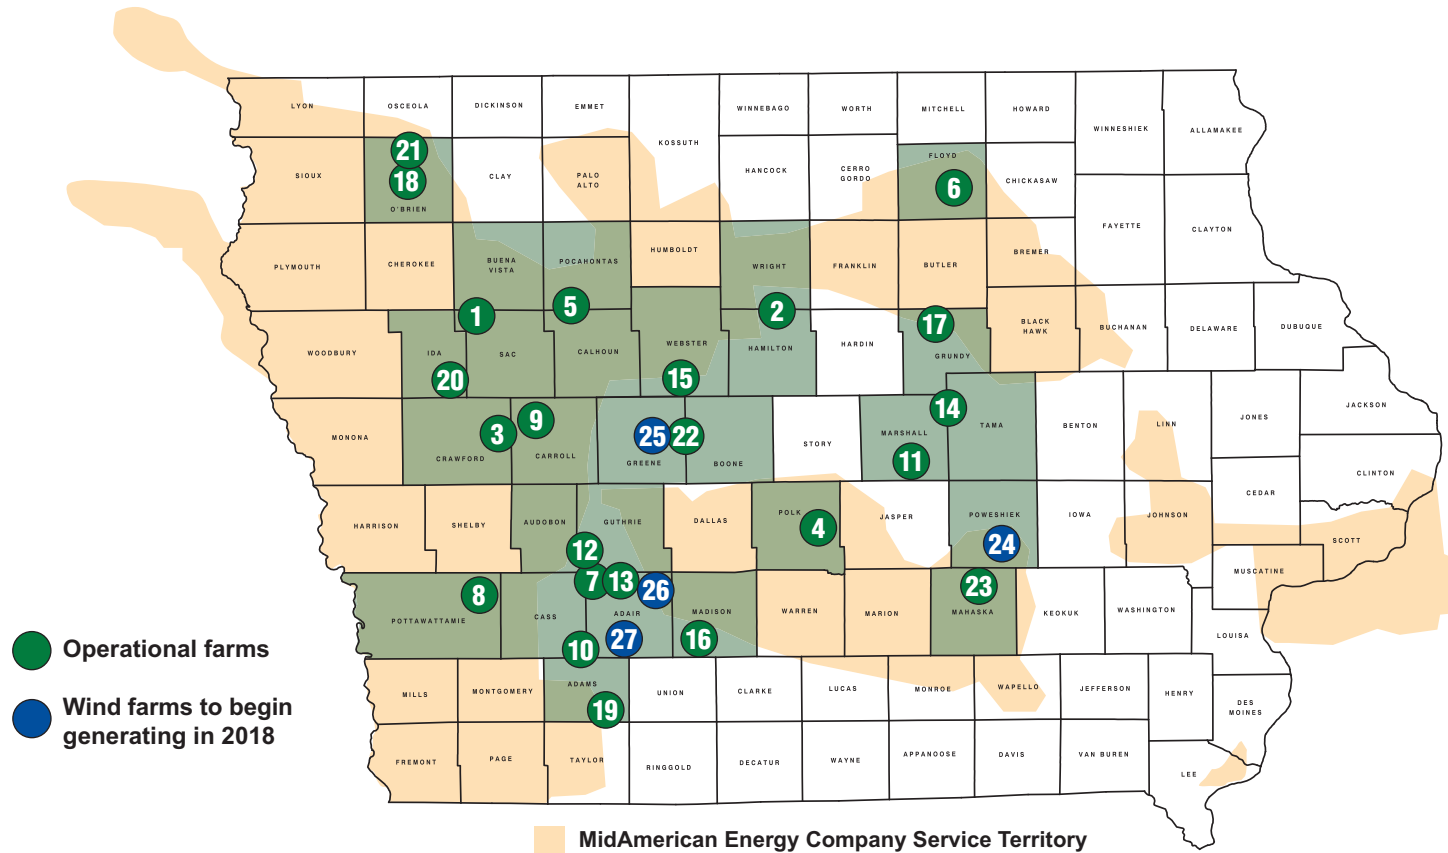 LYON
OSCEOLA
DICKINSON
EMMET
WINNEBAGO
WORTH
MITCHELL
HOWARD
WINNESHIEK
ALLAMAKEE
KOSSUTH
21
SIOUX
18
O'BRIEN
CLAY
PALO
ALTO
HANCOCK
CERRO
GORDO
FLOYD
6
CHICKASAW
FAYETTE
CLAYTON
PLYMOUTH
CHEROKEE
BUENA
VISTA
POCAHONTAS
HUMBOLDT
WRIGHT
FRANKLIN
BUTLER
BREMER
1
5
2
17
WOODBURY
IDA
20
SAC
CALHOUN
WEBSTER
15
HAMILTON
HARDIN
GRUNDY
BLACK
HAWK
BUCHANAN
DELAWARE
DUBUQUE
MONONA
3
CRAWFORD
9
CARROLL
25
GREENE
22
BOONE
STORY
MARSHALL
11
14
TAMA
BENTON
LINN
JONES
JACKSON
CLINTON
CEDAR
HARRISON
SHELBY
AUDOBON
12
GUTHRIE
DALLAS
POLK
4
JASPER
POWESHIEK
24
IOWA
JOHNSON
SCOTT
MUSCATINE
8
POTTAWATTAMIE
CASS
7
13
26
ADAIR
27
10
MADISON
16
WARREN
MARION
23
MAHASKA
KEOKUK
WASHINGTON
LOUISA
MILLS
MONTGOMERY
ADAMS
19
UNION
CLARKE
LUCAS
MONROE
WAPELLO
JEFFERSON
HENRY
DES
MOINES
FREMONT
PAGE
TAYLOR
RINGGOLD
DECATUR
WAYNE
APPANOOSE
DAVIS
VAN BUREN
LEE
Operational farms
Wind farms to begin
generating in 2018
MidAmerican Energy Company Service Territory